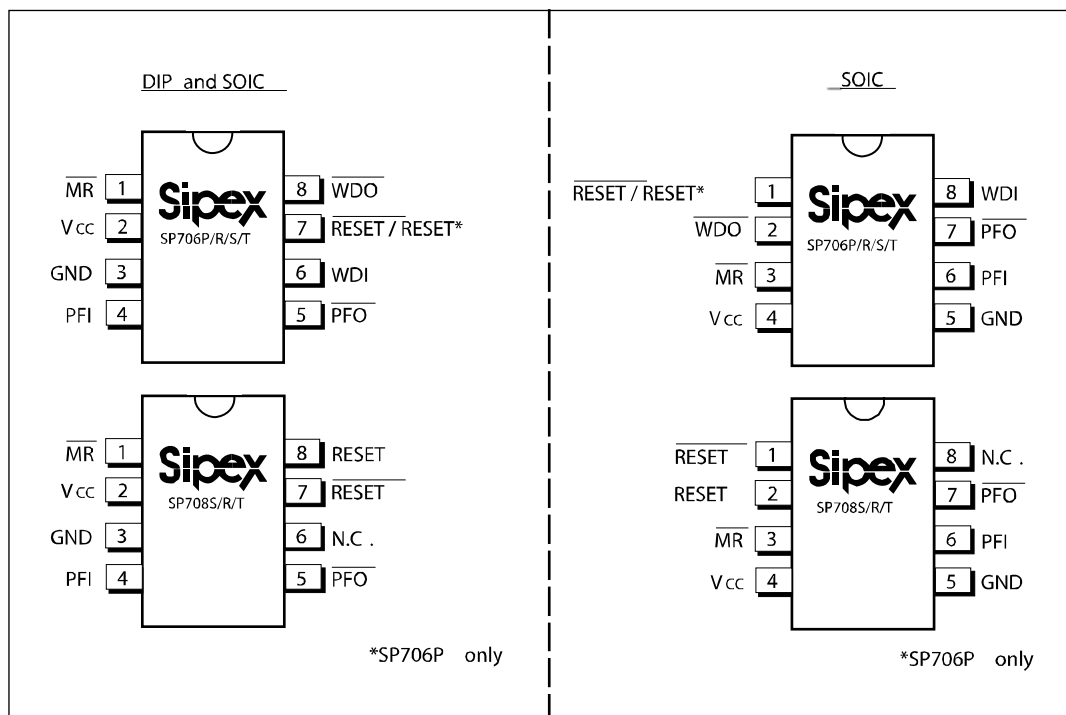 DIP and SOIC
MR 1
Vcc 2
GND 3
PFI 4
Sipex
SP706P/R/S/T
8 WDO
7 RESET / RESET*
6 WDI
5 PFO
MR 1
Vcc 2
GND 3
PFI 4
Sipex
SP708S/R/T
8 RESET
7 RESET
6 N.C .
5 PFO
*SP706P only
SOIC
RESET / RESET* 1
WDO 2
MR 3
Vcc 4
Sipex
SP706P/R/S/T
8 WDI
7 PFO
6 PFI
5 GND
RESET 1
RESET 2
MR 3
Vcc 4
Sipex
SP708S/R/T
8 N.C .
7 PFO
6 PFI
5 GND
*SP706P only